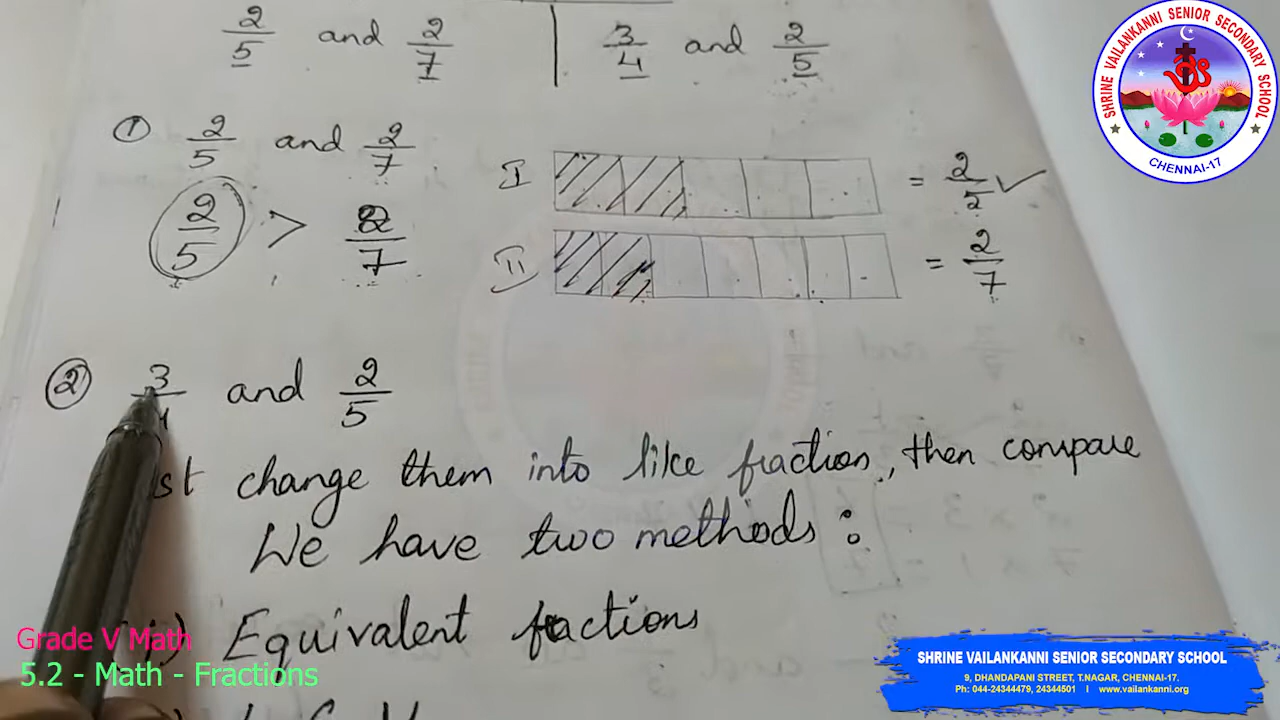 2/5 and 2/7 | 3/4 and 2/5
① 2/5 and 2/7
2/5 > 2/7
I = 2/5 ✓
II = 2/7
② 3/4 and 2/5
change them into like fraction, then compare
We have two methods :
i) Equivalent fractions
SHRINE VAILANKANNI SENIOR SECONDARY SCHOOL
CHENNAI-17
Grade V Math
5.2 - Math - Fractions
SHRINE VAILANKANNI SENIOR SECONDARY SCHOOL
9, DHANDAPANI STREET, T.NAGAR, CHENNAI-17.
Ph: 044-24344479, 24344501 I www.vailankanni.org